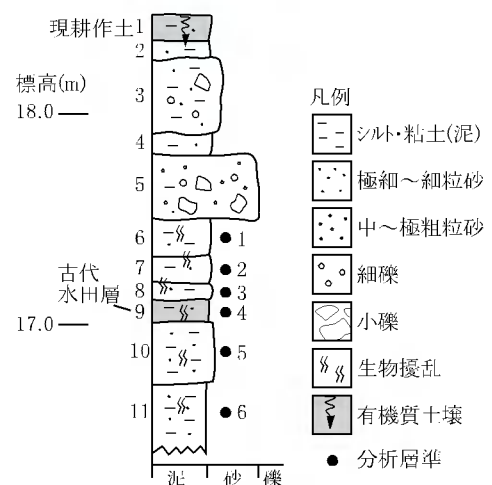 現耕作土1
2
標高(m)
3
18.0
4
5
6
1
7
2
古代
水田層
8
3
9
4
17.0
10
5
11
6
泥
砂
礫
凡例
シルト・粘土(泥)
極細〜細粒砂
中〜極粗粒砂
細礫
小礫
生物擾乱
有機質土壌
分析層準